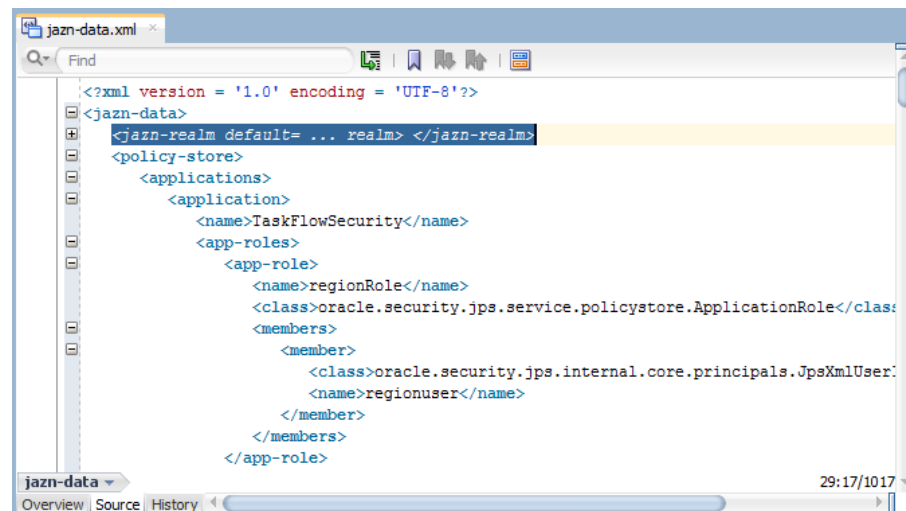 jazn-data.xml
Find
<?xml version = '1.0' encoding = 'UTF-8'?>
<jazn-data>
<jazn-realm default= ... realm> </jazn-realm>
<policy-store>
<applications>
<application>
<name>TaskFlowSecurity</name>
<app-roles>
<app-role>
<name>regionRole</name>
<class>oracle.security.jps.service.policystore.ApplicationRole</clas
<members>
<member>
<class>oracle.security.jps.internal.core.principals.JpsXmlUser
<name>regionuser</name>
</member>
</members>
</app-role>
jazn-data 29:17/1017
Overview Source History